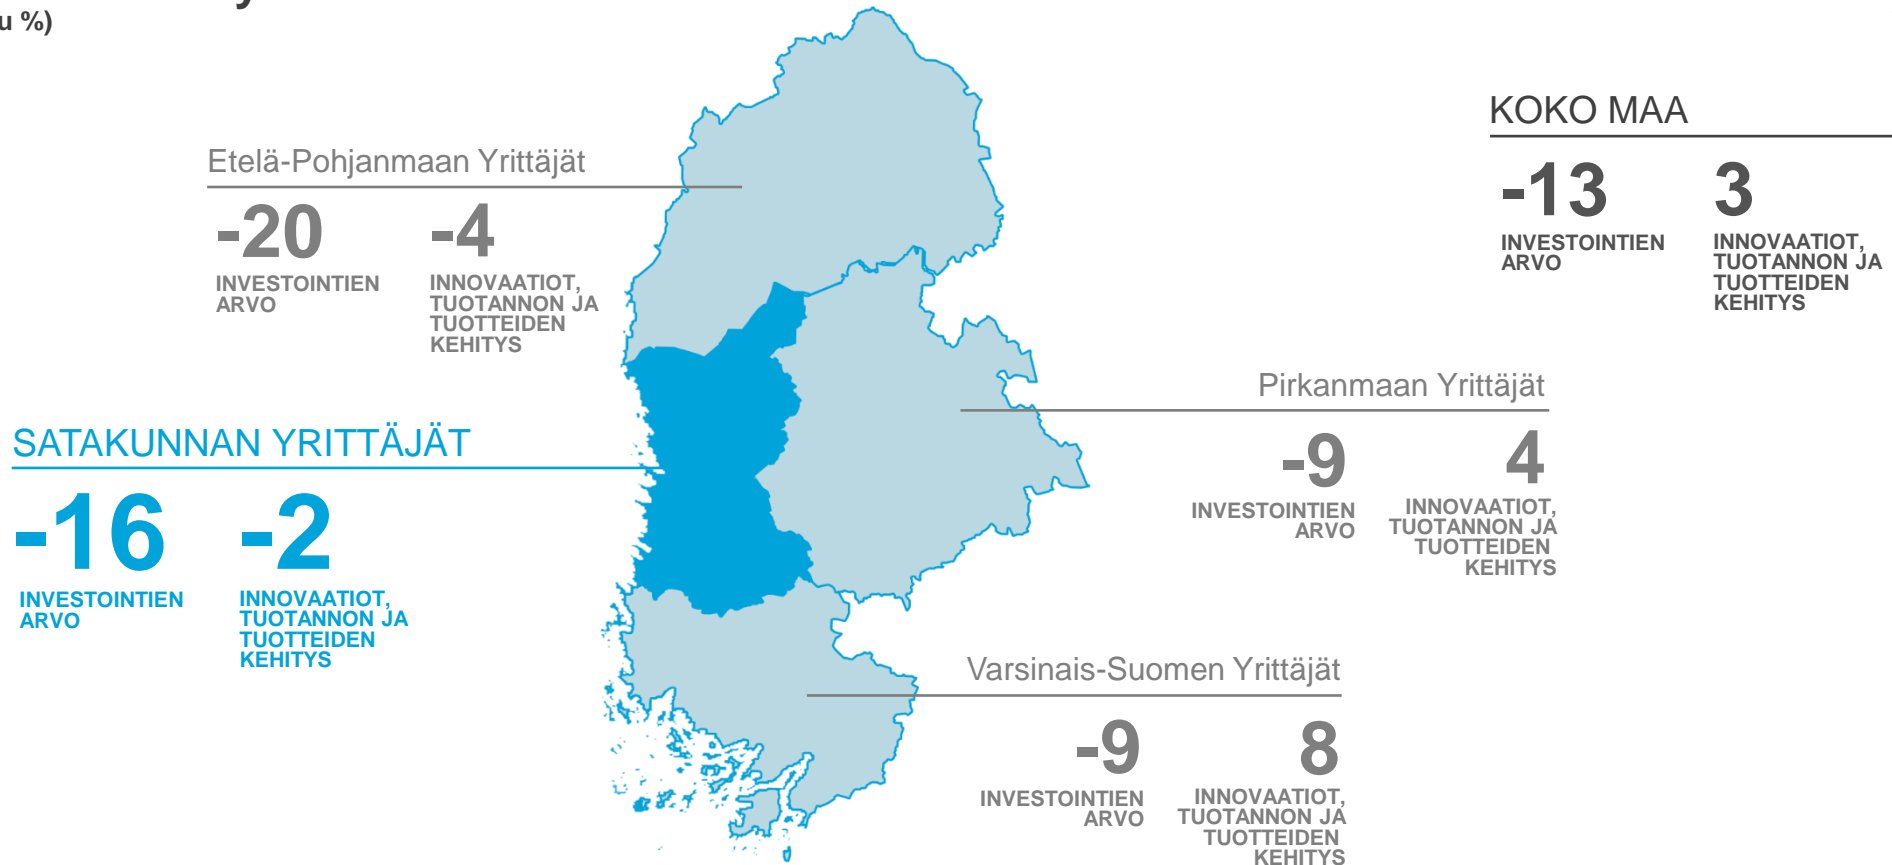 u %)
KOKO MAA
-13 3
INVESTOINTIEN
ARVO
INNOVAATIOT,
TUOTANNON JA
TUOTTEIDEN
KEHITYS
Etelä-Pohjanmaan Yrittäjät
-20 -4
INVESTOINTIEN
ARVO
INNOVAATIOT,
TUOTANNON JA
TUOTTEIDEN
KEHITYS
Pirkanmaan Yrittäjät
-9 4
INVESTOINTIEN
ARVO
INNOVAATIOT,
TUOTANNON JA
TUOTTEIDEN
KEHITYS
SATAKUNNAN YRITTÄJÄT
-16 -2
INVESTOINTIEN
ARVO
INNOVAATIOT,
TUOTANNON JA
TUOTTEIDEN
KEHITYS
Varsinais-Suomen Yrittäjät
-9 8
INVESTOINTIEN
ARVO
INNOVAATIOT,
TUOTANNON JA
TUOTTEIDEN
KEHITYS